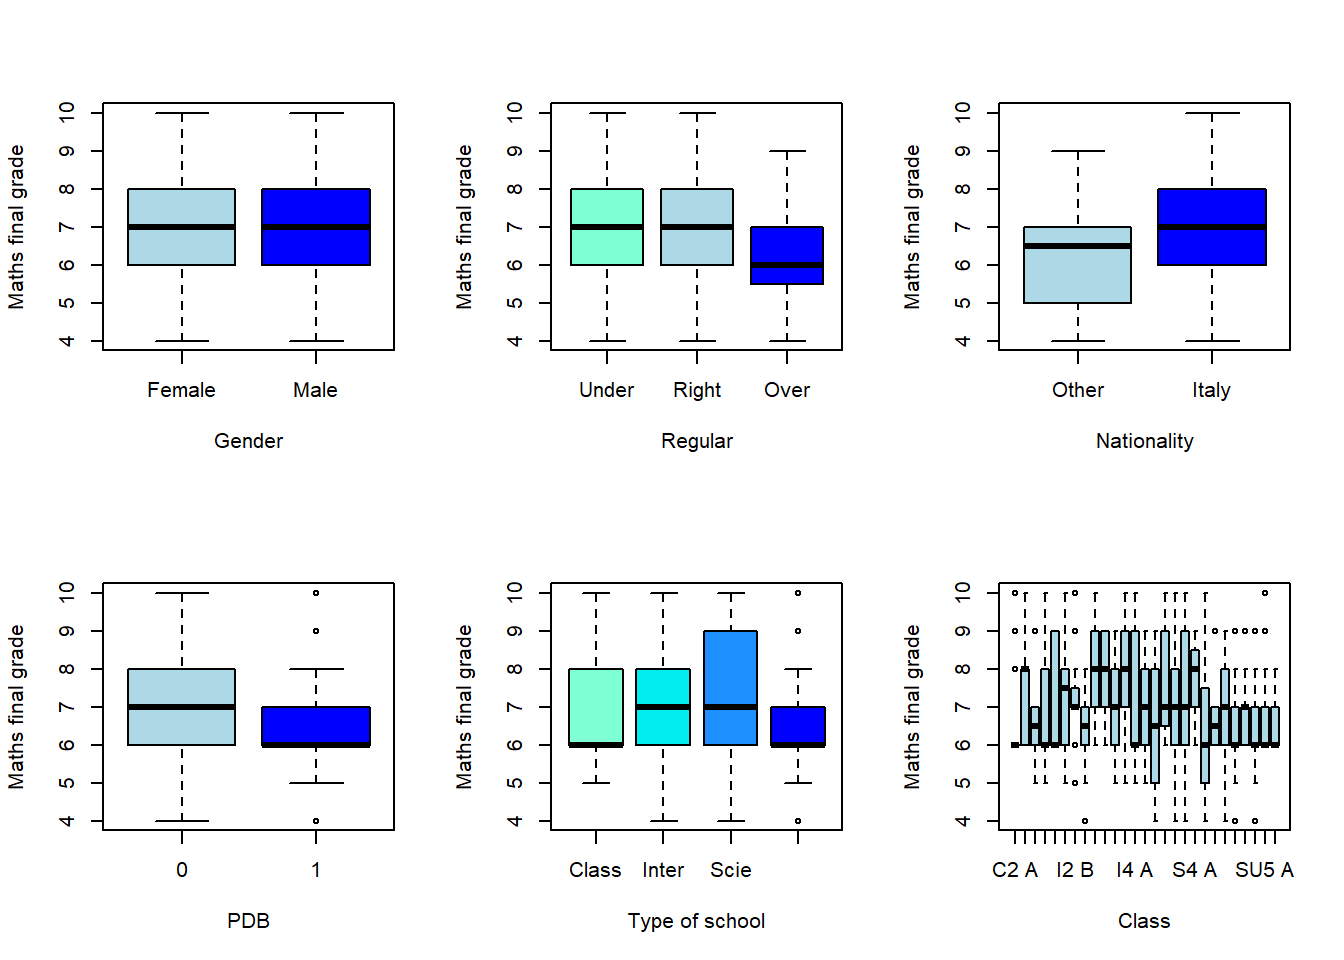 Maths final grade
10
9
8
7
6
5
4
Female Male
Gender
Maths final grade
10
9
8
7
6
5
4
Under Right Over
Regular
Maths final grade
10
9
8
7
6
5
4
Other Italy
Nationality
Maths final grade
10
9
8
7
6
5
4
0 1
PDB
Maths final grade
10
9
8
7
6
5
4
Class Inter Scie
Type of school
Maths final grade
10
9
8
7
6
5
4
C2 A I2 B I4 A S4 A SU5 A
Class